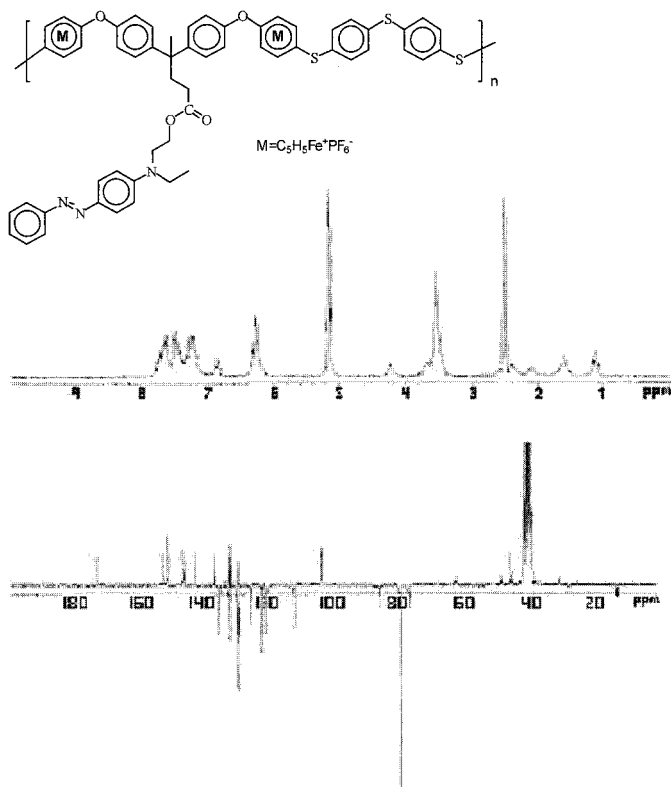 M O O M S S S n
O O
M=C₅H₅Fe⁺PF₆⁻
N
N N
9 8 7 6 5 4 3 2 1 ppm
180 160 140 120 100 80 60 40 20 ppm